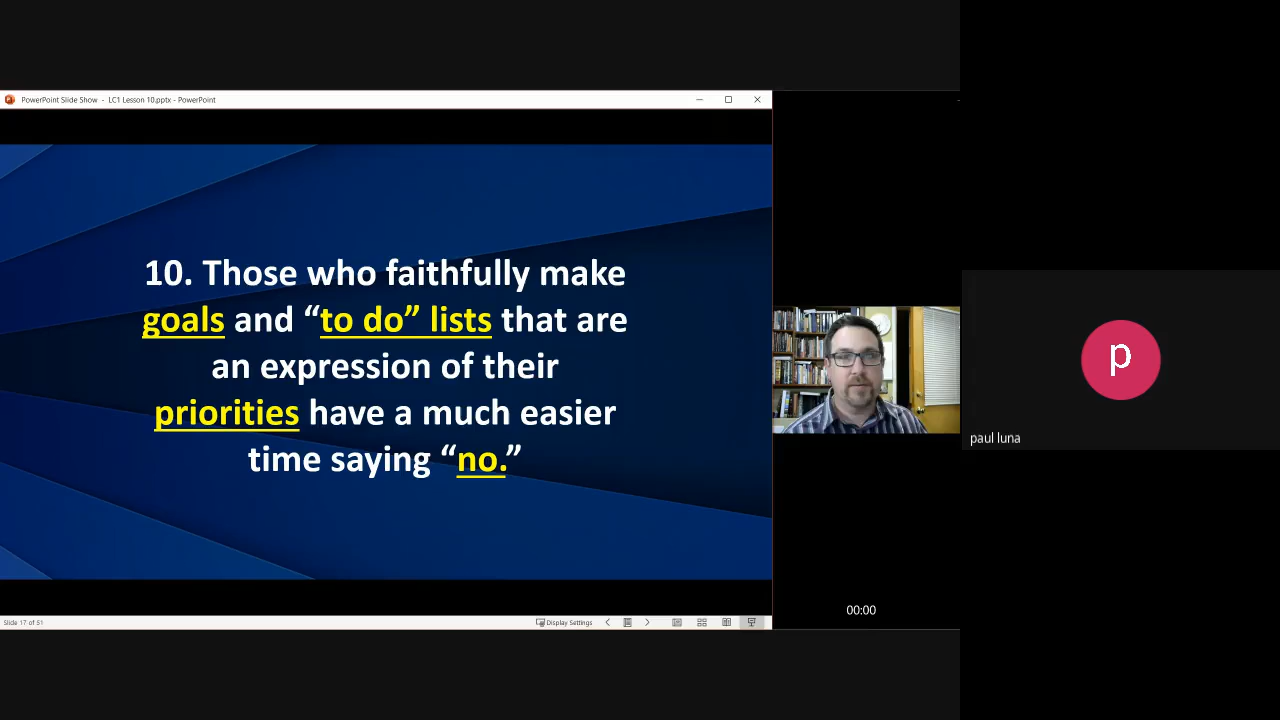 PowerPoint Slide Show - LC1 Lesson 10.pptx - PowerPoint
10. Those who faithfully make
goals and “to do” lists that are
an expression of their
priorities have a much easier
time saying “no.”
p
paul luna
00:00
Slide 17 of 51
Display Settings